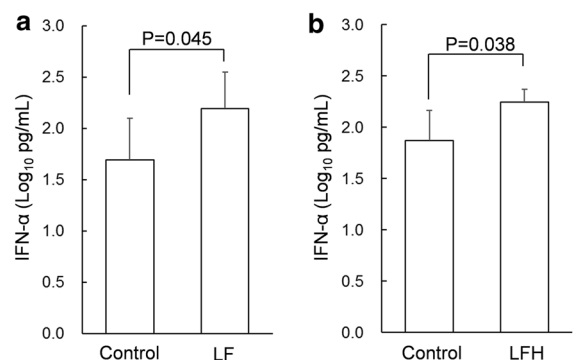 a
P=0.045
IFN-α (Log₁₀ pg/mL)
3.0
2.5
2.0
1.5
1.0
0.5
0.0
Control LF
b
P=0.038
IFN-α (Log₁₀ pg/mL)
3.0
2.5
2.0
1.5
1.0
0.5
0.0
Control LFH